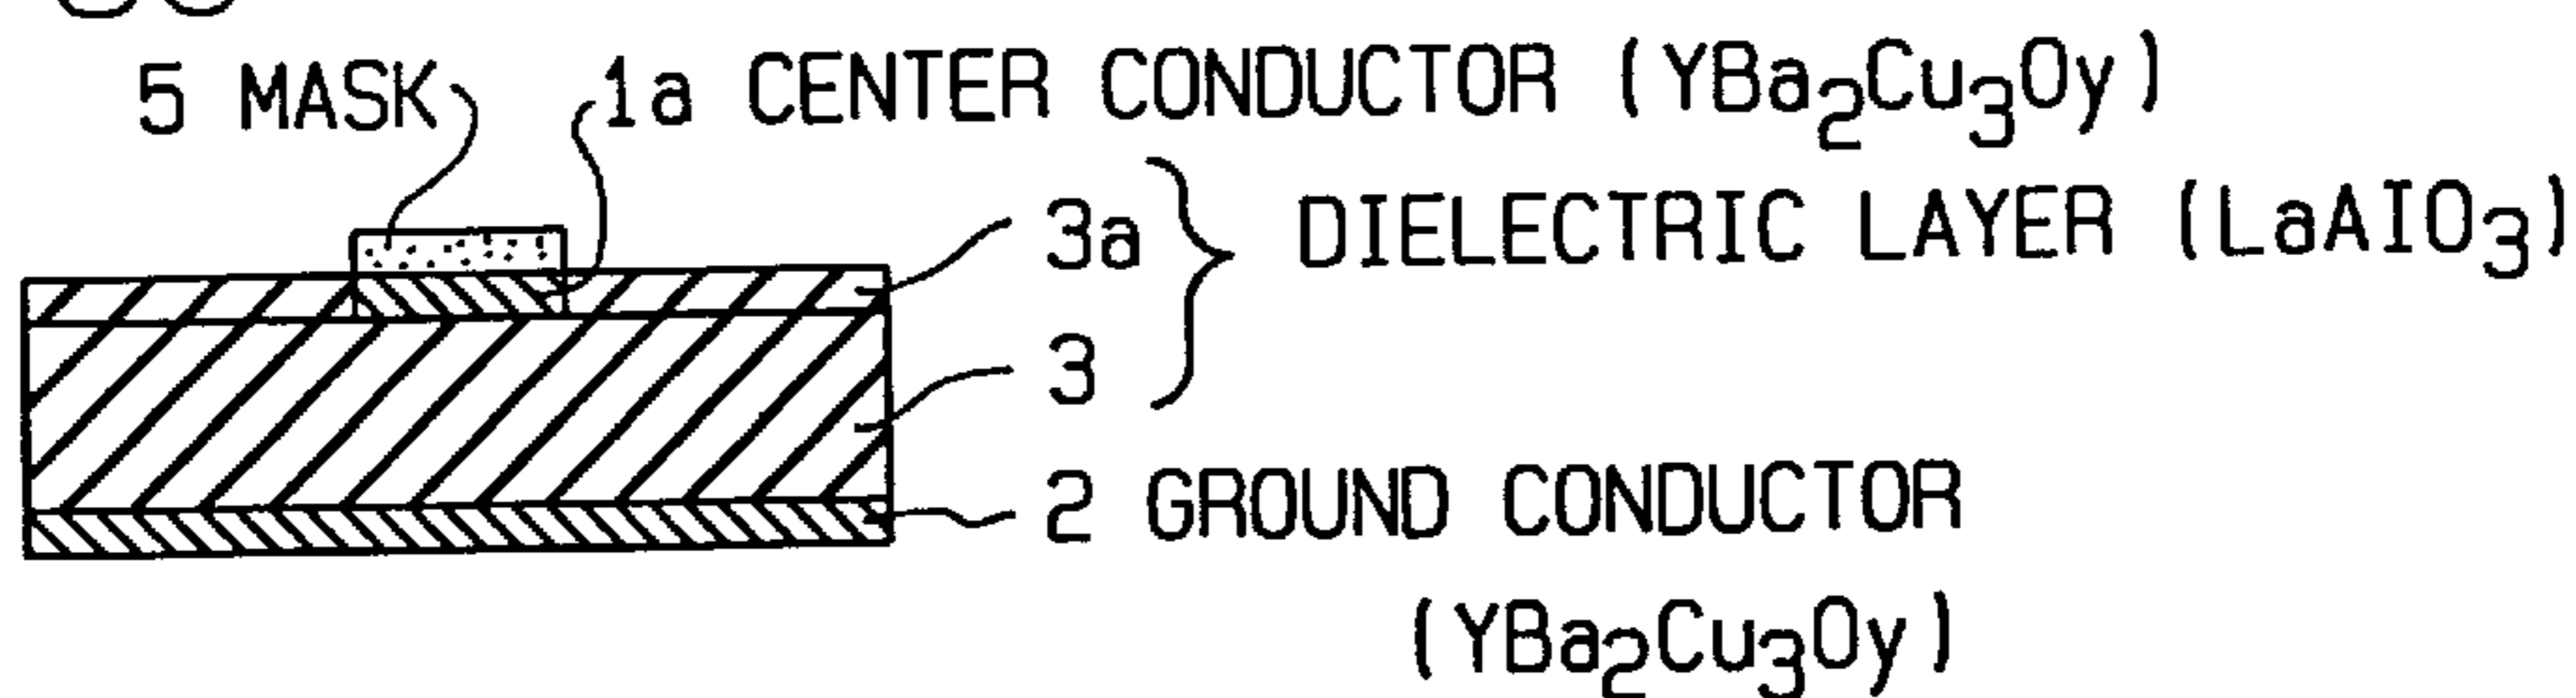 5 MASK 1a CENTER CONDUCTOR (YBa2Cu3Oy)
3a DIELECTRIC LAYER (LaAlO3)
3
2 GROUND CONDUCTOR
(YBa2Cu3Oy)